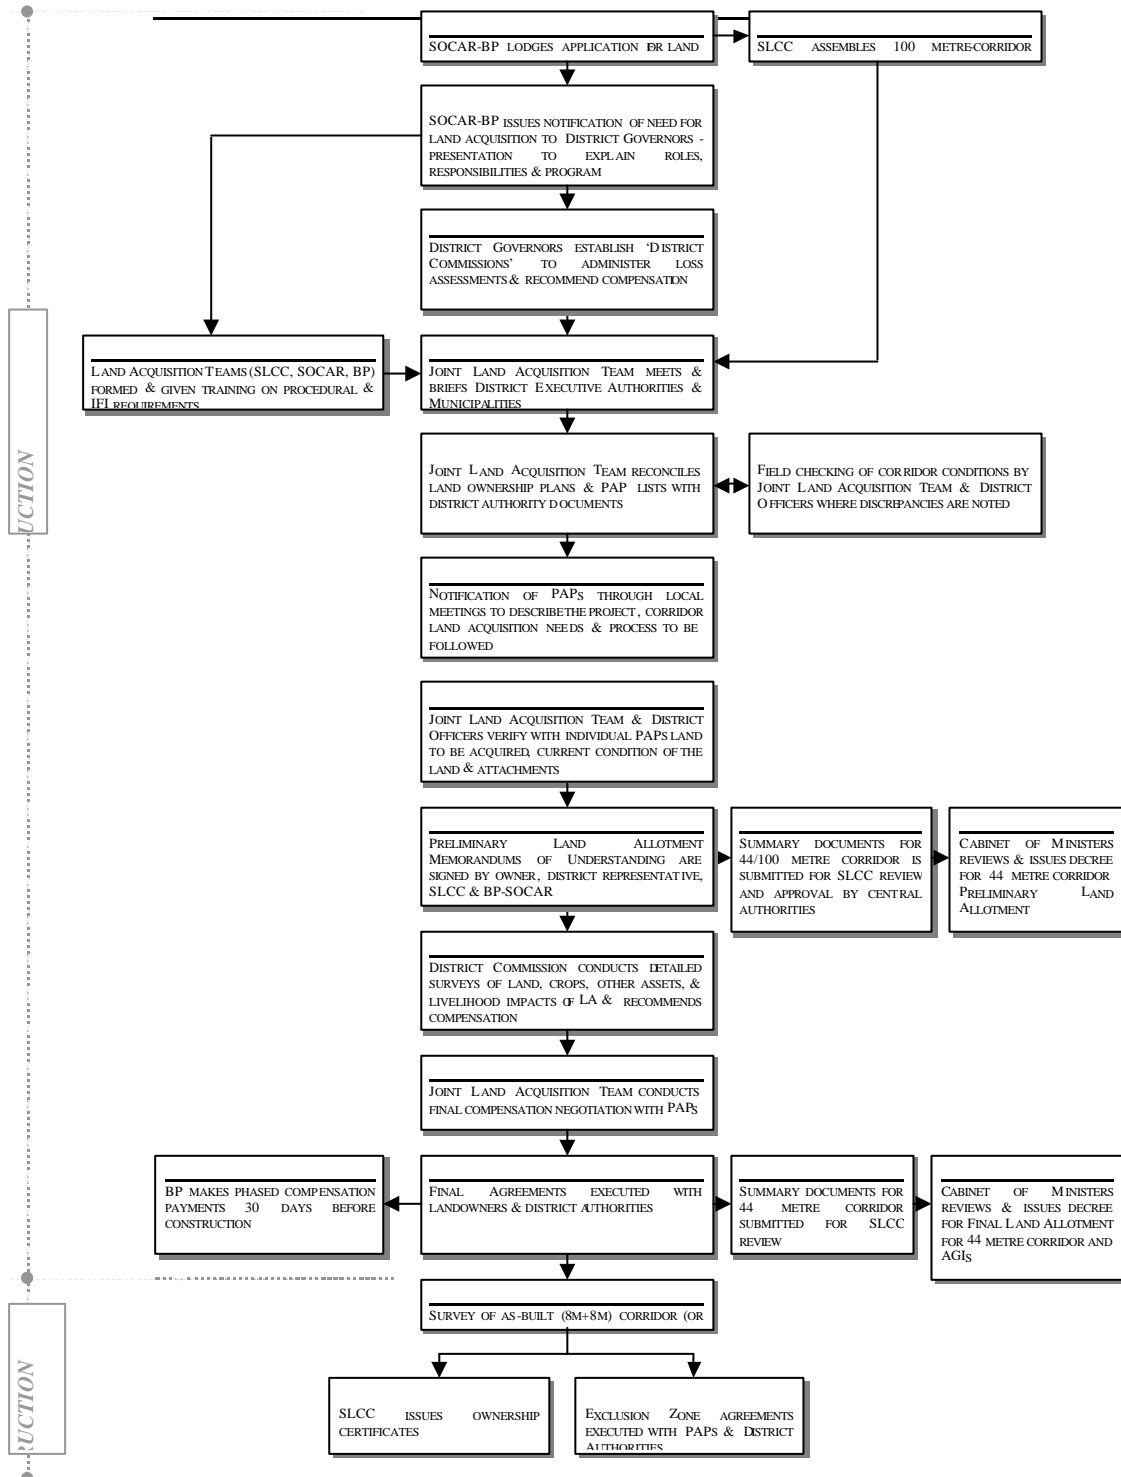 SOCAR-BP LODGES APPLICATION FOR LAND
SLCC ASSEMBLES 100 METRE-CORRIDOR
SOCAR-BP ISSUES NOTIFICATION OF NEED FOR
LAND ACQUISITION TO DISTRICT GOVERNORS -
PRESENTATION TO EXPLAIN ROLES,
RESPONSIBILITIES & PROGRAM
DISTRICT GOVERNORS ESTABLISH 'DISTRICT
COMMISSIONS' TO ADMINISTER LOSS
ASSESSMENTS & RECOMMEND COMPENSATION
LAND ACQUISITION TEAMS (SLCC, SOCAR, BP)
FORMED & GIVEN TRAINING ON PROCEDURAL &
IFI REQUIREMENTS
JOINT LAND ACQUISITION TEAM MEETS &
BRIEFS DISTRICT EXECUTIVE AUTHORITIES &
MUNICIPALITIES
UCTION
JOINT LAND ACQUISITION TEAM RECONCILES
LAND OWNERSHIP PLANS & PAP LISTS WITH
DISTRICT AUTHORITY DOCUMENTS
FIELD CHECKING OF CORRIDOR CONDITIONS BY
JOINT LAND ACQUISITION TEAM & DISTRICT
OFFICERS WHERE DISCREPANCIES ARE NOTED
NOTIFICATION OF PAPS THROUGH LOCAL
MEETINGS TO DESCRIBE THE PROJECT, CORRIDOR
LAND ACQUISITION NEEDS & PROCESS TO BE
FOLLOWED
JOINT LAND ACQUISITION TEAM & DISTRICT
OFFICERS VERIFY WITH INDIVIDUAL PAPS LAND
TO BE ACQUIRED, CURRENT CONDITION OF THE
LAND & ATTACHMENTS
PRELIMINARY LAND ALLOTMENT
MEMORANDUMS OF UNDERSTANDING ARE
SIGNED BY OWNER, DISTRICT REPRESENTATIVE,
SLCC & BP-SOCAR
SUMMARY DOCUMENTS FOR
44/100 METRE CORRIDOR IS
SUBMITTED FOR SLCC REVIEW
AND APPROVAL BY CENTRAL
AUTHORITIES
CABINET OF MINISTERS
REVIEWS & ISSUES DECREE
FOR 44 METRE CORRIDOR
PRELIMINARY LAND
ALLOTMENT
DISTRICT COMMISSION CONDUCTS DETAILED
SURVEYS OF LAND, CROPS, OTHER ASSETS, &
LIVELIHOOD IMPACTS OF LA & RECOMMENDS
COMPENSATION
JOINT LAND ACQUISITION TEAM CONDUCTS
FINAL COMPENSATION NEGOTIATION WITH PAPS
BP MAKES PHASED COMPENSATION
PAYMENTS 30 DAYS BEFORE
CONSTRUCTION
FINAL AGREEMENTS EXECUTED WITH
LANDOWNERS & DISTRICT AUTHORITIES
SUMMARY DOCUMENTS FOR
44 METRE CORRIDOR
SUBMITTED FOR SLCC
REVIEW
CABINET OF MINISTERS
REVIEWS & ISSUES DECREE
FOR FINAL LAND ALLOTMENT
FOR 44 METRE CORRIDOR AND
AGIS
SURVEY OF AS-BUILT (8M+8M) CORRIDOR (OR
RUCTION
SLCC ISSUES OWNERSHIP
CERTIFICATES
EXCLUSION ZONE AGREEMENTS
EXECUTED WITH PAPS & DISTRICT
AUTHORITIES